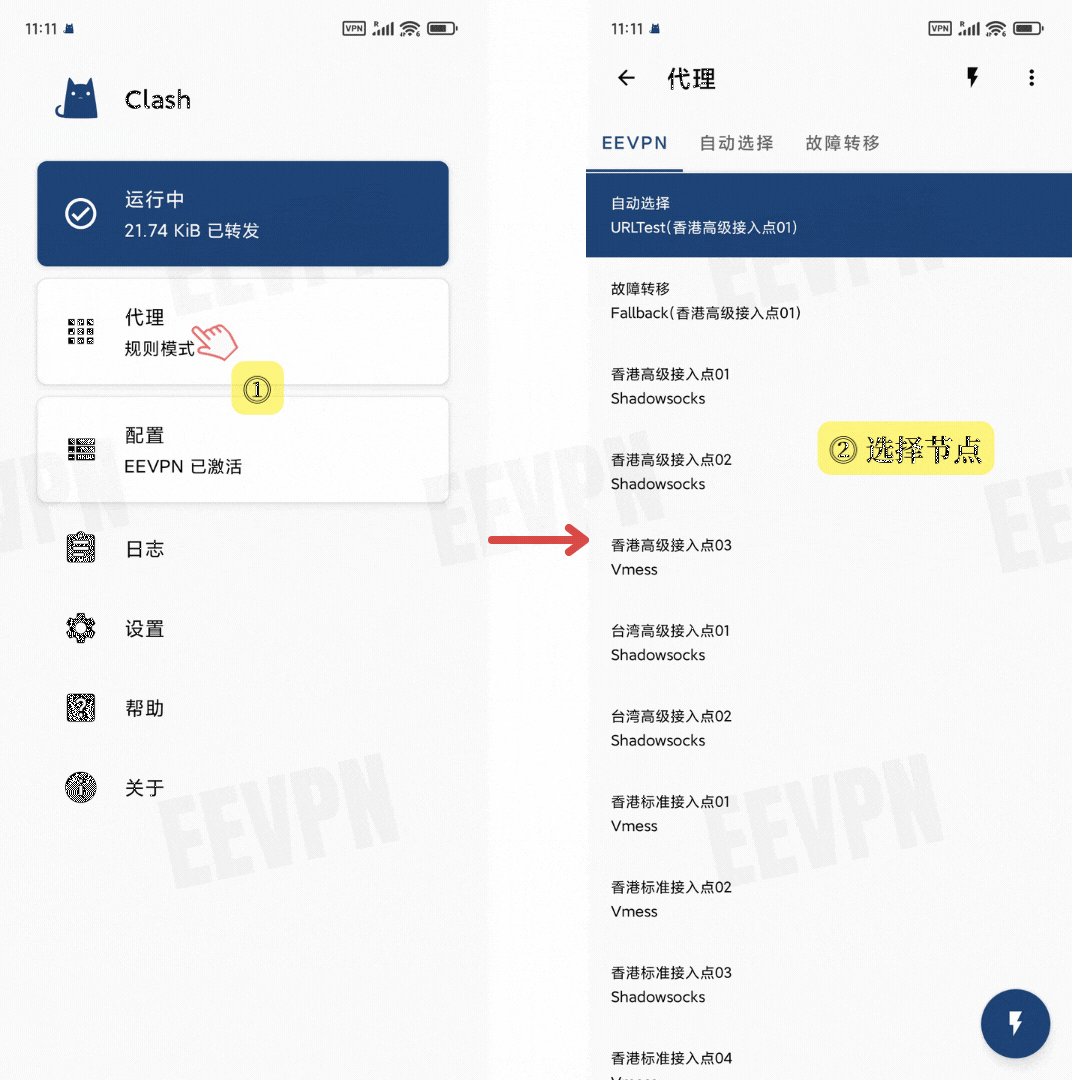 11:11
VPN
R
6
Clash
运行中
21.74 KiB 已转发
代理
规则模式
①
配置
EEVPN 已激活
日志
设置
帮助
关于
11:11
VPN
R
6
代理
EEVPN
自动选择
故障转移
自动选择
URLTest(香港高级接入点01)
故障转移
Fallback(香港高级接入点01)
香港高级接入点01
Shadowsocks
② 选择节点
香港高级接入点02
Shadowsocks
香港高级接入点03
Vmess
台湾高级接入点01
Shadowsocks
台湾高级接入点02
Shadowsocks
香港标准接入点01
Vmess
香港标准接入点02
Vmess
香港标准接入点03
Shadowsocks
香港标准接入点04
Vmess
EEVPN
EEVPN
EEVPN
EEVPN
EEVPN